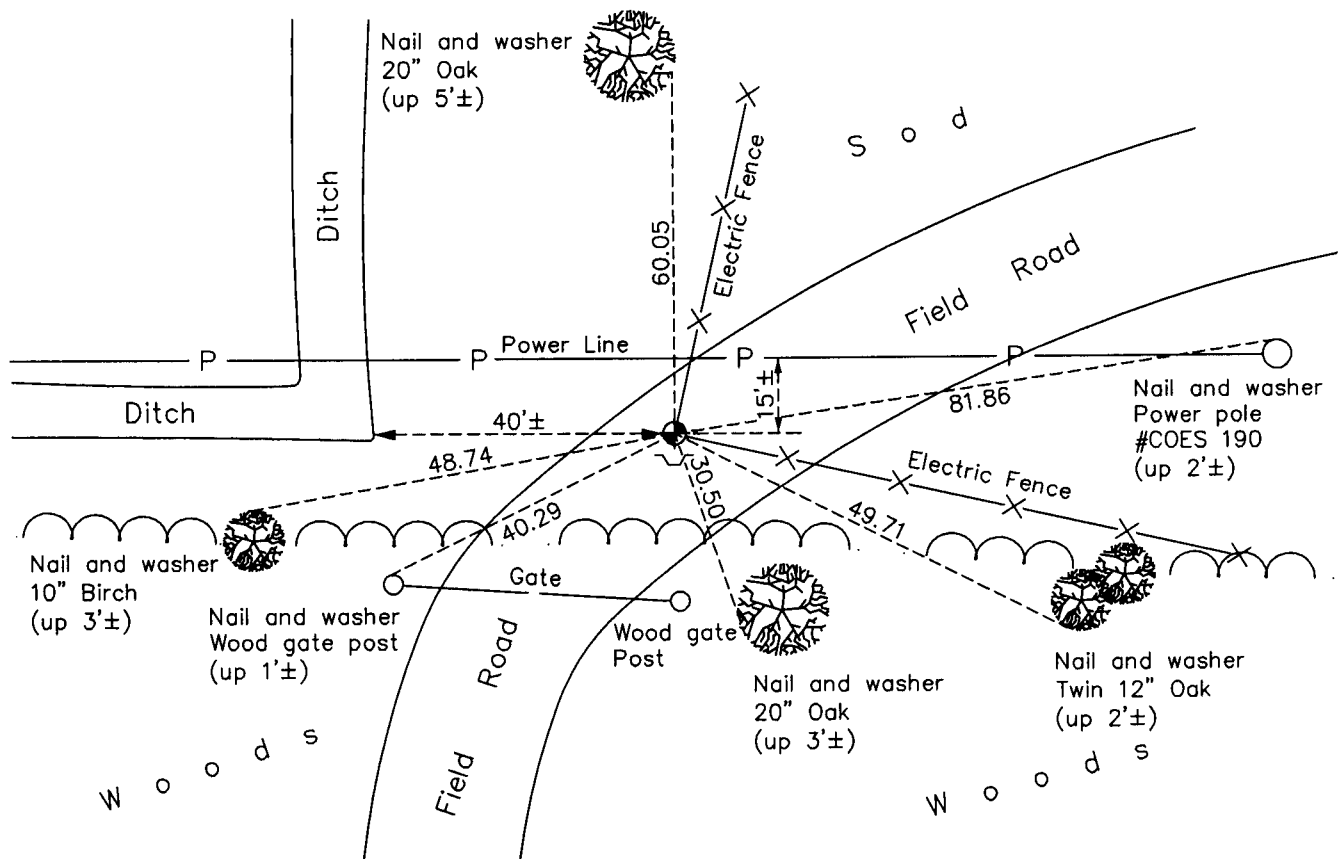 Nail and washer
20" Oak
(up 5'±)
Sod
Ditch
Electric Fence
60.05
Field Road
P
P
Power Line
P
P
15'±
Nail and washer
Power pole
#COES 190
(up 2'±)
Ditch
40'±
81.86
48.74
30.50
Electric Fence
40.29
49.71
Nail and washer
10" Birch
(up 3'±)
Gate
Nail and washer
Wood gate post
(up 1'±)
Wood gate
Post
Nail and washer
20" Oak
(up 3'±)
Nail and washer
Twin 12" Oak
(up 2'±)
Field Road
Woods
Woods